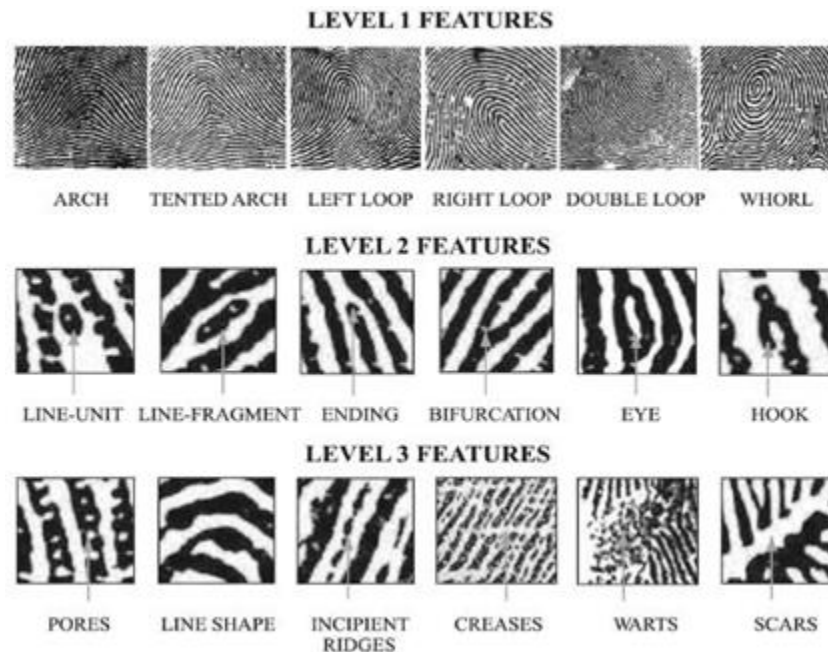 LEVEL 1 FEATURES
ARCH TENTED ARCH LEFT LOOP RIGHT LOOP DOUBLE LOOP WHORL
LEVEL 2 FEATURES
LINE-UNIT LINE-FRAGMENT ENDING BIFURCATION EYE HOOK
LEVEL 3 FEATURES
PORES LINE SHAPE INCIPIENT CREASES WARTS SCARS
RIDGES